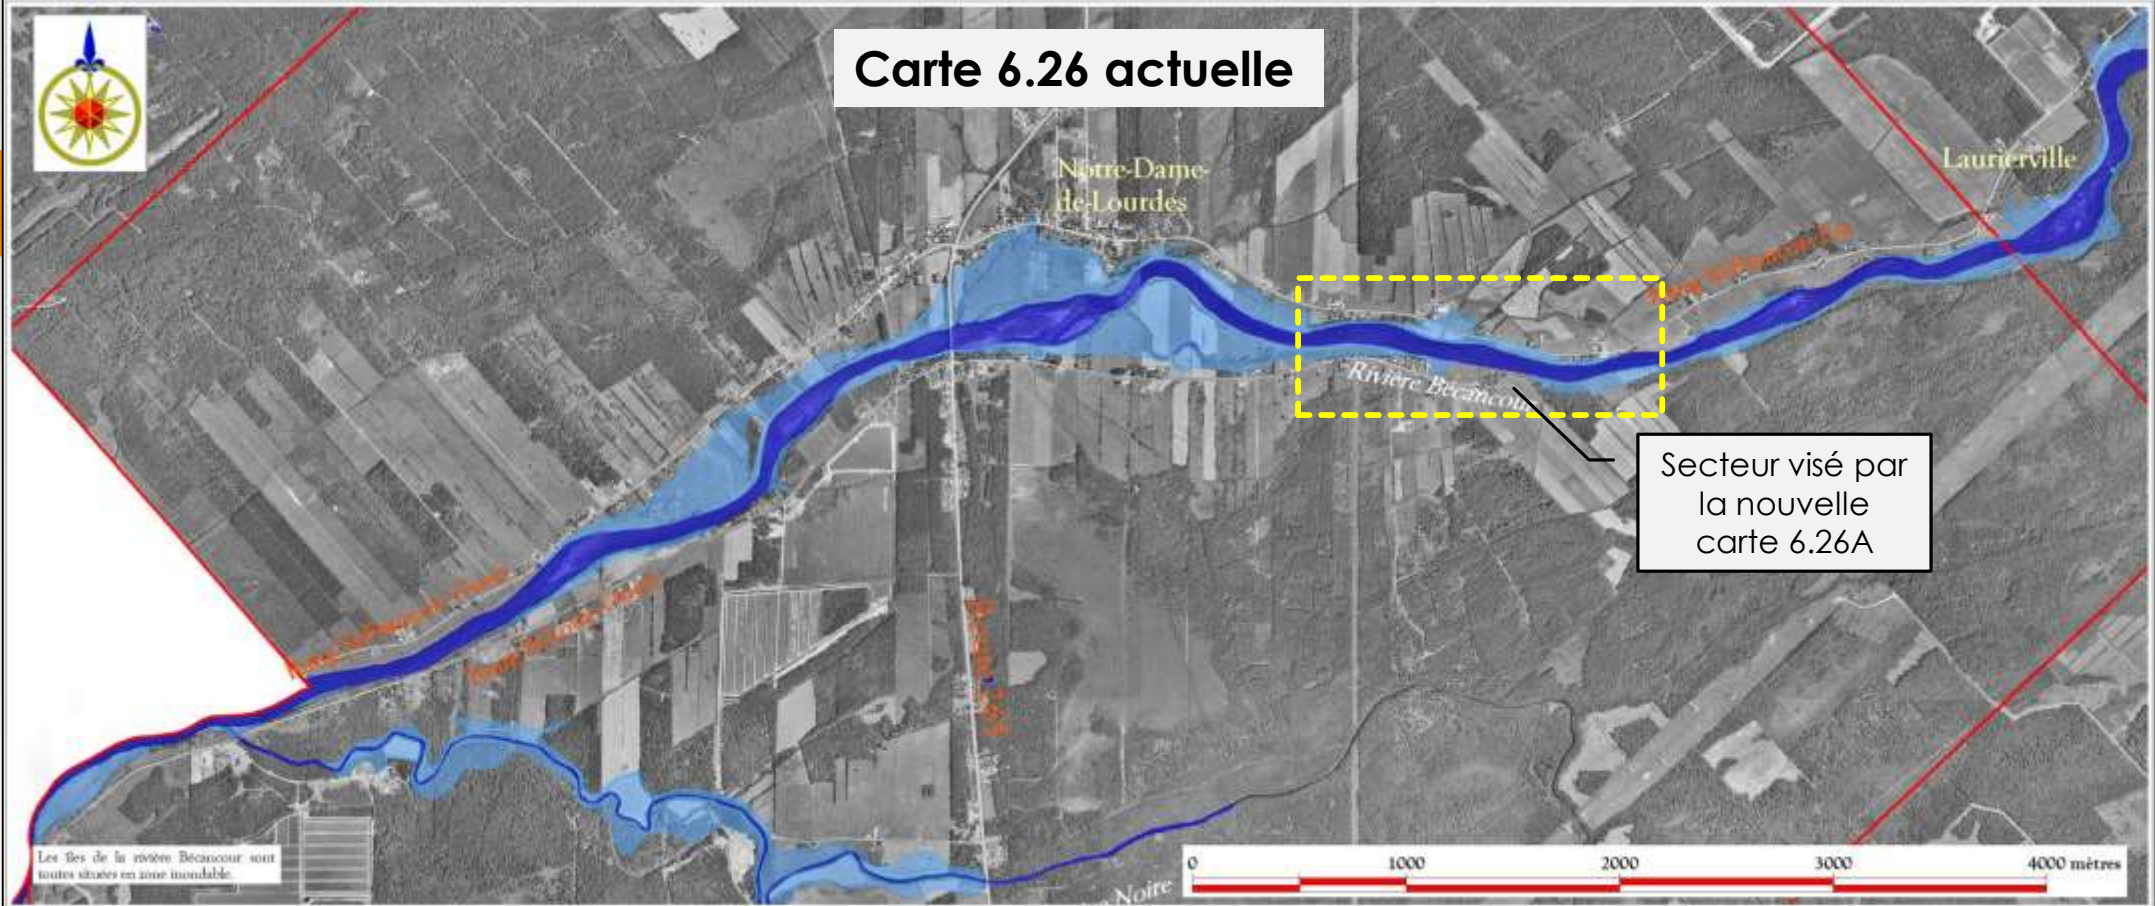 Carte 6.26 actuelle
Notre-Dame-
de-Lourdes
Laurierville
Rivière Bécancour
Secteur visé par
la nouvelle
carte 6.26A
Les îles de la rivière Bécancour sont
toutes situées en zone inondable.
Noire
0 1000 2000 3000 4000 mètres